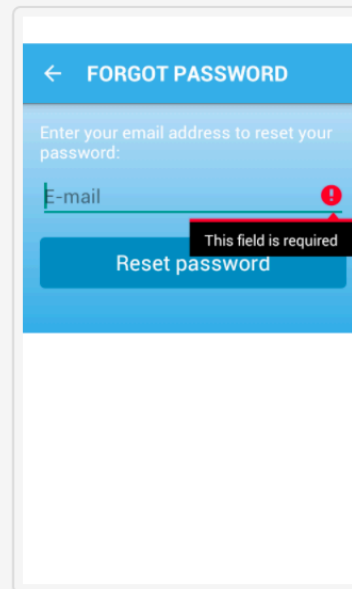 FORGOT PASSWORD
Enter your email address to reset your
password:
E-mail
This field is required
Reset password